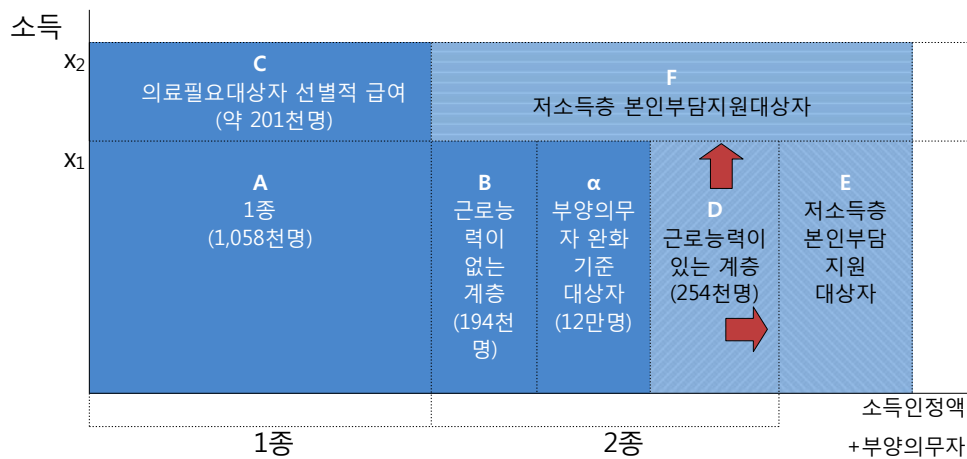 소득
x2
C
의료필요대상자 선별적 급여
(약 201천명)
F
저소득층 본인부담지원대상자
x1
A
1종
(1,058천명)
B
근로능
력이
없는
계층
(194천
명)
α
부양의무
자 완화
기준
대상자
(12만명)
D
근로능력이
있는 계층
(254천명)
E
저소득층
본인부담
지원
대상자
소득인정액
+부양의무자
1종
2종